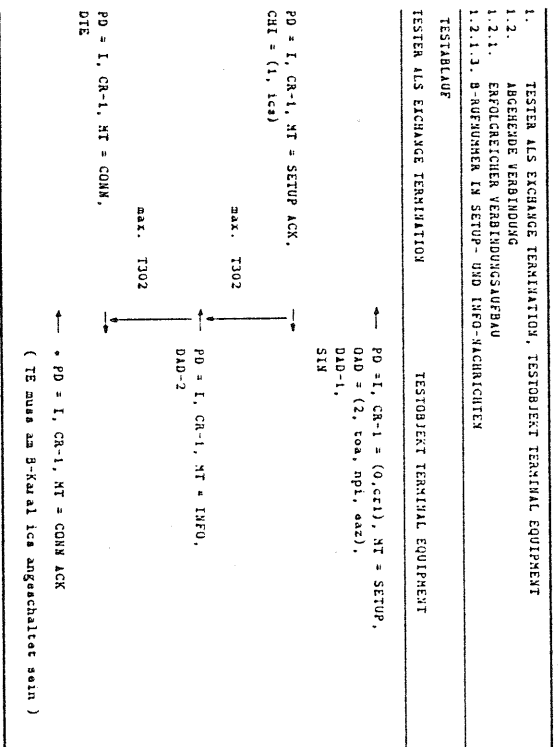 1. TESTER ALS EXCHANGE TERMINATION, TESTOBJEKT TERMINAL EQUIPMENT
1.2. ABGEHENDE VERBINDUNG
1.2.1. ERFOLGREICHER VERBINDUNGSAUFBAU
1.2.1.3. B-RUFNUMMER IN SETUP- UND INFO-NACHRICHTEN
TESTABLAUF
TESTER ALS EXCHANGE TERMINATION TESTOBJEKT TERMINAL EQUIPMENT
PD =I, CR-1 = (0,cr1), MT = SETUP,
OAD = (2, toa, npi, eaz),
DAD-1,
SIN
PD = I, CR-1, MT = SETUP ACK,
CHI = (1, ics)
max. T302
PD = I, CR-1, MT = INFO,
DAD-2
max. T302
PD = I, CR-1, MT = CONN,
DTE
* PD = I, CR-1, MT = CONN ACK
( TE muss am B-Kanal ics angeschaltet sein )